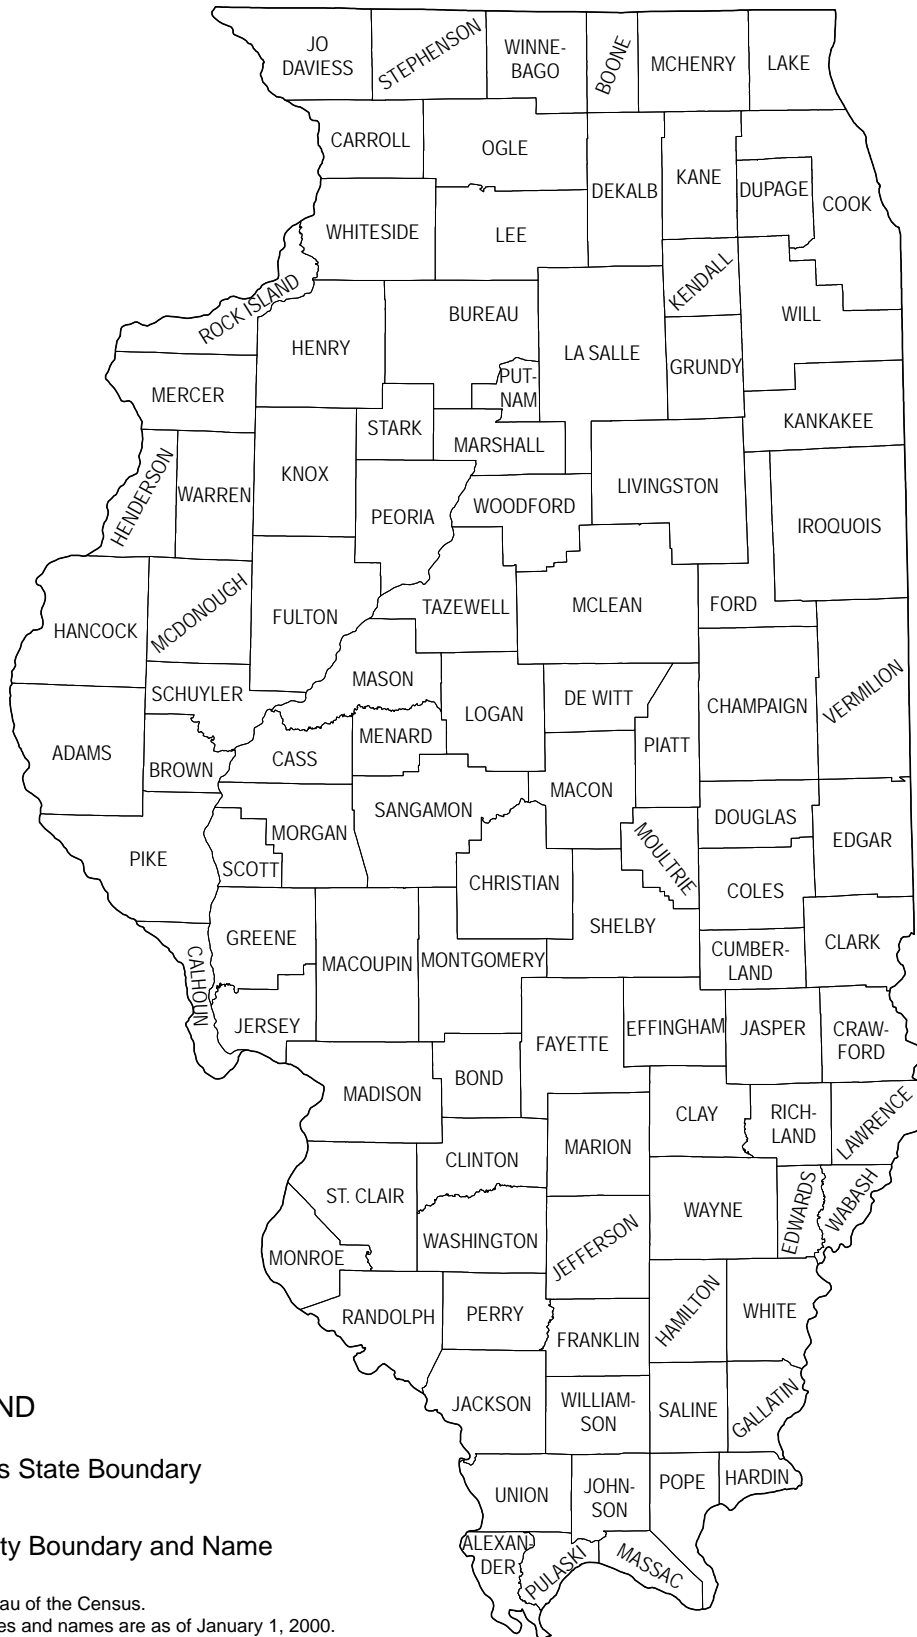 JO
DAVIESS
STEPHENSON
WINNE-
BAGO
BOONE
MCHENRY
LAKE
CARROLL
OGLE
DEKALB
KANE
DUPAGE
COOK
WHITESIDE
LEE
KENDALL
ROCK ISLAND
BUREAU
WILL
HENRY
LA SALLE
GRUNDY
PUT-
NAM
MERCER
KANKAKEE
STARK
MARSHALL
HENDERSON
WARREN
KNOX
LIVINGSTON
PEORIA
WOODFORD
IROQUOIS
MCDONOUGH
TAZEWELL
MCLEAN
FORD
HANCOCK
FULTON
MASON
SCHUYLER
DE WITT
CHAMPAIGN
VERMILION
LOGAN
MENARD
PIATT
ADAMS
CASS
BROWN
MACON
SANGAMON
DOUGLAS
MORGAN
MOULTRIE
EDGAR
PIKE
SCOTT
CHRISTIAN
COLES
SHELBY
GREENE
CALHOUN
MACOUPIN
MONTGOMERY
CUMBER-
LAND
CLARK
JERSEY
FAYETTE
EFFINGHAM
JASPER
CRAW-
FORD
MADISON
BOND
CLAY
RICH-
LAND
LAWRENCE
MARION
CLINTON
ST. CLAIR
WAYNE
EDWARDS
WABASH
WASHINGTON
JEFFERSON
MONROE
RANDOLPH
PERRY
HAMILTON
WHITE
FRANKLIN
JACKSON
WILLIAM-
SON
SALINE
GALLATIN
UNION
JOHN-
SON
POPE
HARDIN
ALEXAN-
DER
PULASKI
MASSAC
ND
s State Boundary
ty Boundary and Name
au of the Census.
es and names are as of January 1, 2000.